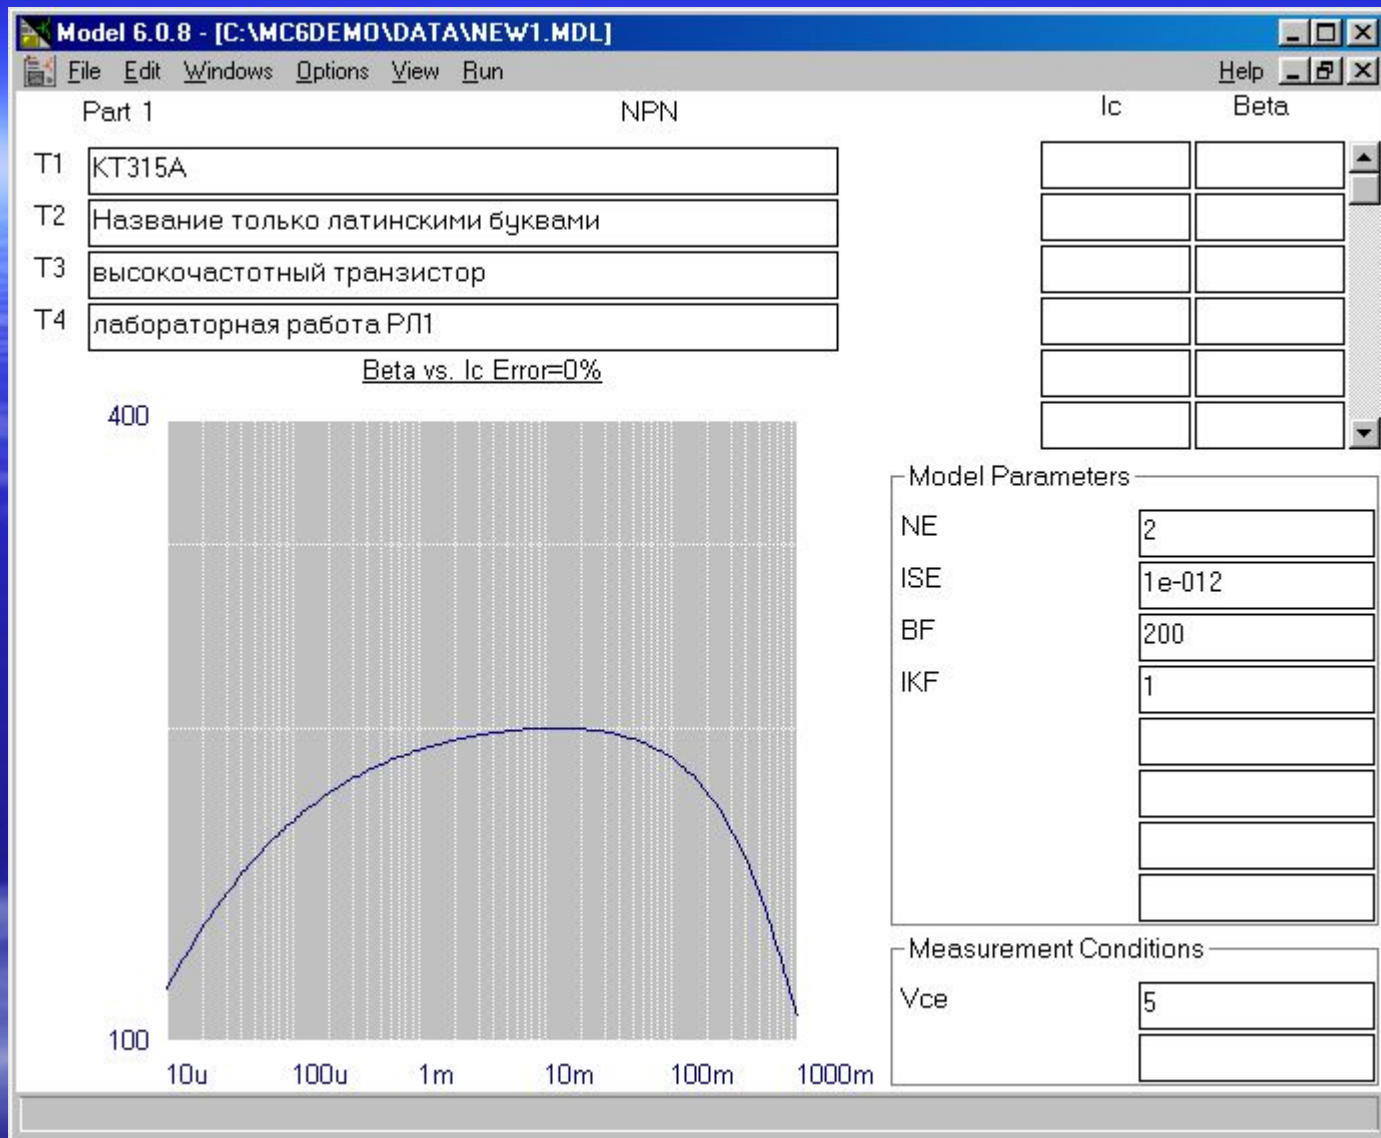 Model 6.0.8 - [C:\MC6DEMO\DATA\NEW1.MDL]
File Edit Windows Options View Run Help
Part 1 NPN Ic Beta
T1 KT315A
T2 Название только латинскими буквами
T3 высокочастотный транзистор
T4 лабораторная работа РЛ1
Beta vs. Ic Error=0%
400
100
10u 100u 1m 10m 100m 1000m
Model Parameters
NE 2
ISE 1e-012
BF 200
IKF 1
Measurement Conditions
Vce 5